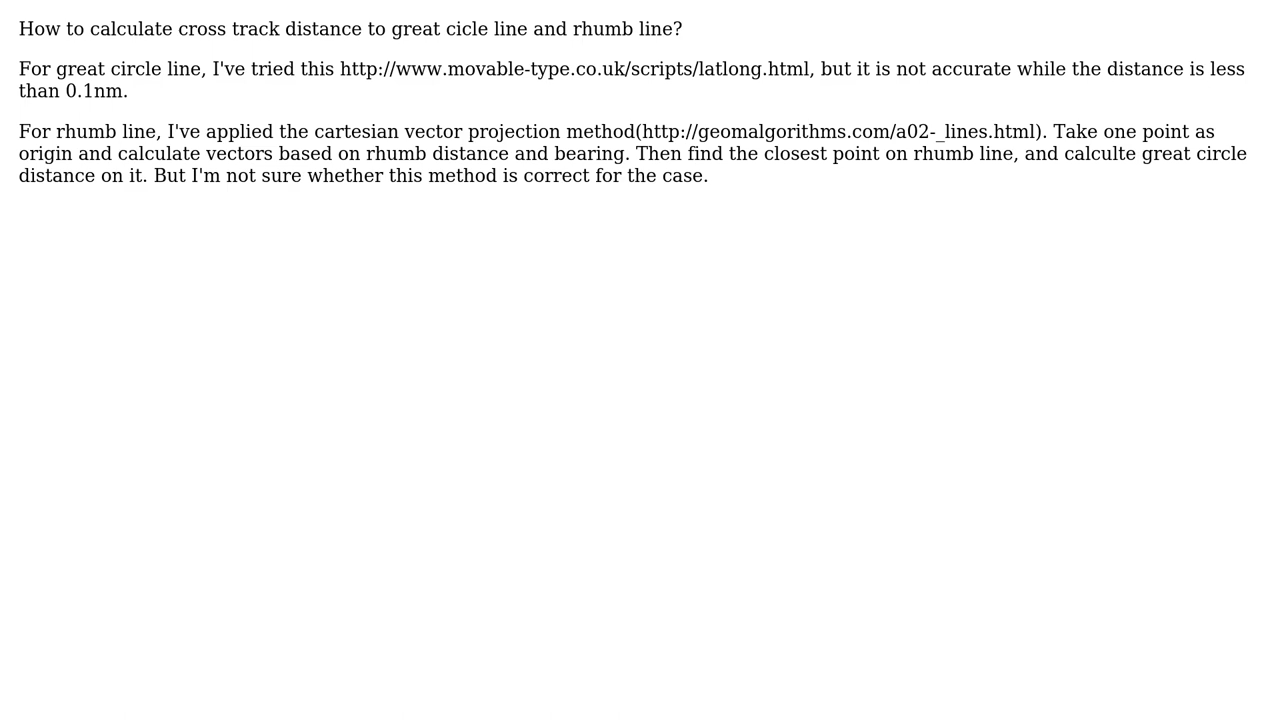 How to calculate cross track distance to great cicle line and rhumb line?
For great circle line, I've tried this http://www.movable-type.co.uk/scripts/latlong.html, but it is not accurate while the distance is less
than 0.1nm.
For rhumb line, I've applied the cartesian vector projection method(http://geomalgorithms.com/a02-_lines.html). Take one point as
origin and calculate vectors based on rhumb distance and bearing. Then find the closest point on rhumb line, and calculte great circle
distance on it. But I'm not sure whether this method is correct for the case.